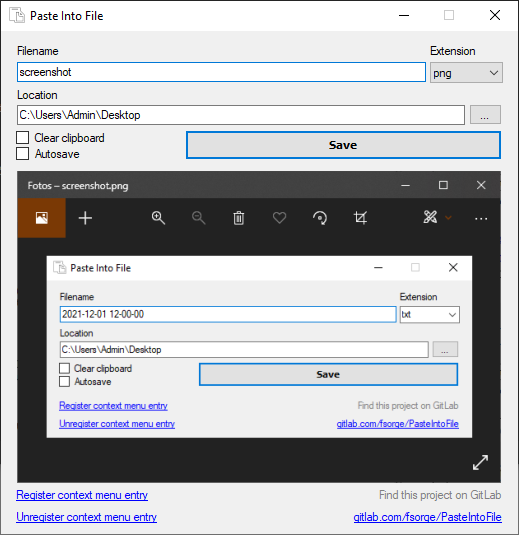 Paste Into File
Filename Extension
screenshot png
Location
C:\Users\Admin\Desktop ...
Clear clipboard
Autosave
Save
Fotos – screenshot.png
Paste Into File
Filename Extension
2021-12-01 12-00-00 txt
Location
C:\Users\Admin\Desktop ...
Clear clipboard
Autosave
Save
Register context menu entry Find this project on GitLab
Unregister context menu entry gitlab.com/fsorge/PasteIntoFile
Register context menu entry Find this project on GitLab
Unregister context menu entry gitlab.com/fsorge/PasteIntoFile